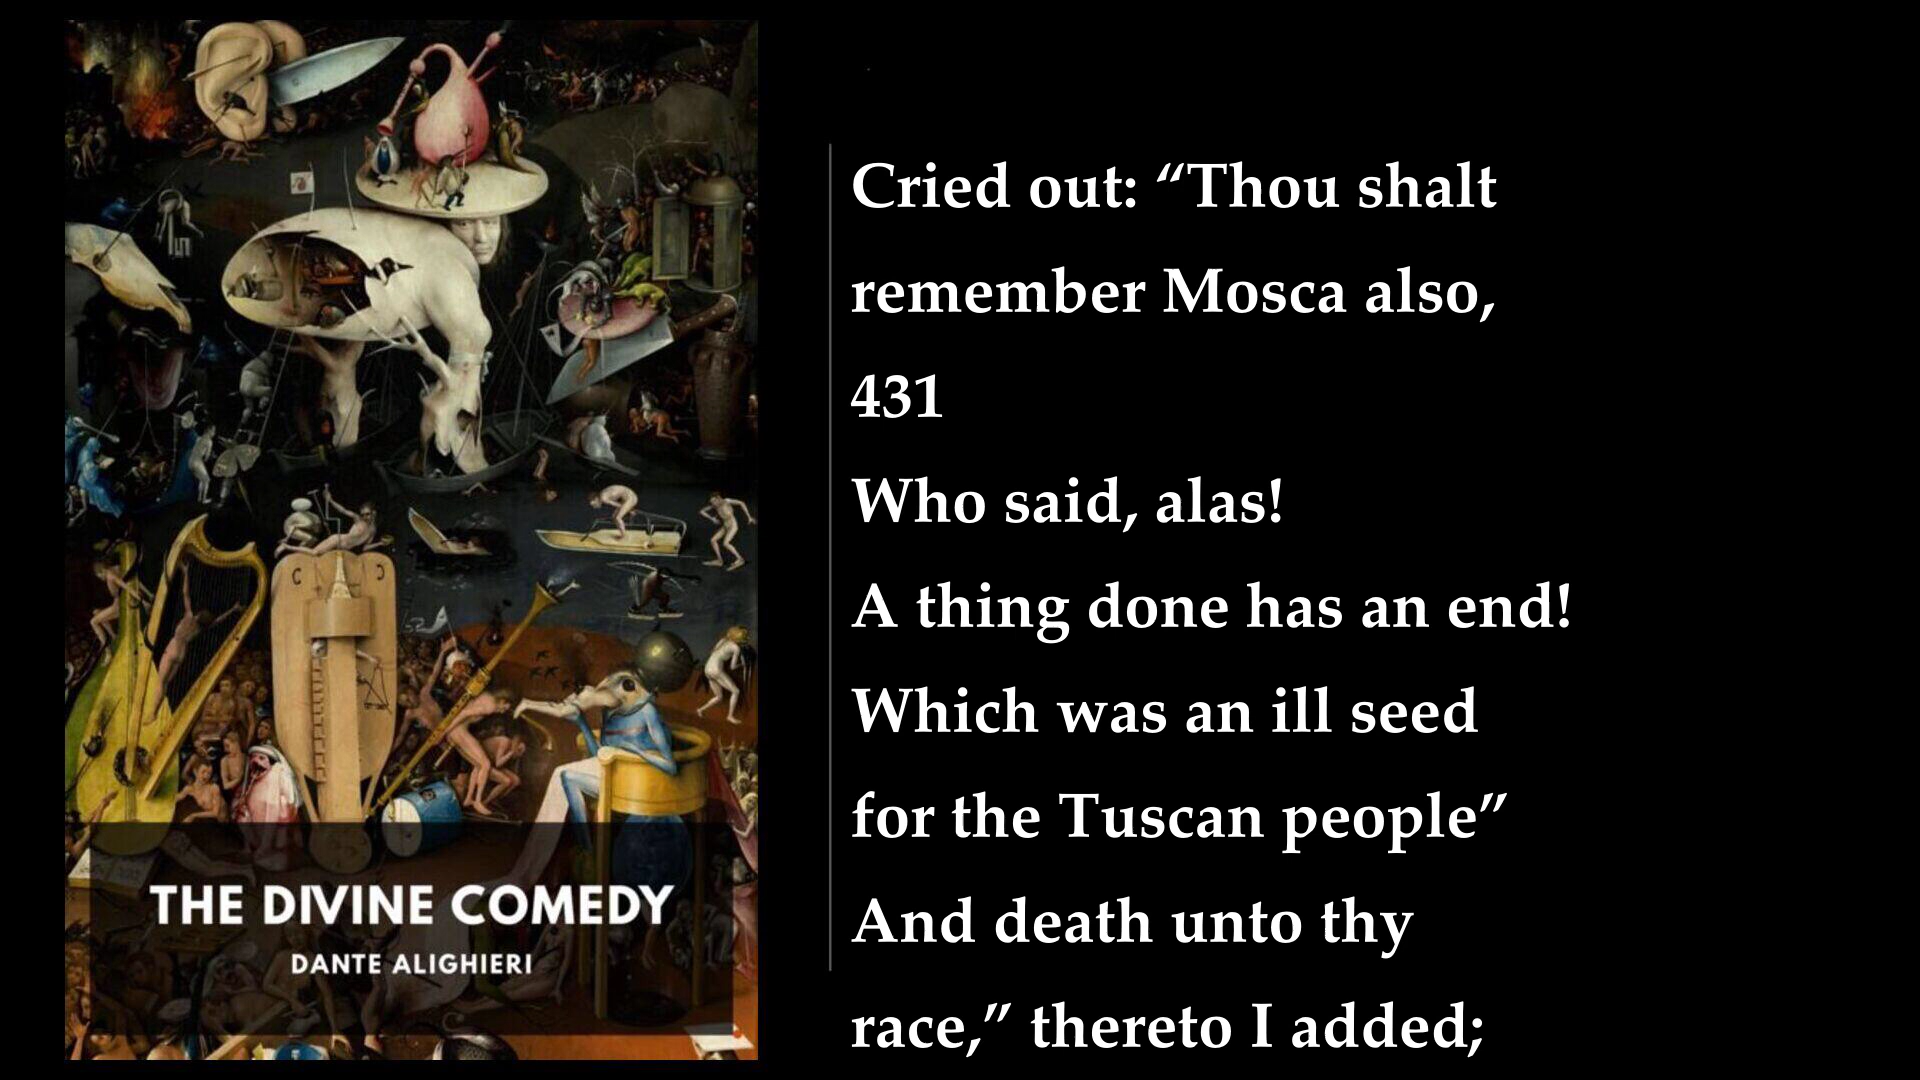 THE DIVINE COMEDY
DANTE ALIGHIERI
Cried out: “Thou shalt
remember Mosca also,
431
Who said, alas!
A thing done has an end!
Which was an ill seed
for the Tuscan people”
And death unto thy
race,” thereto I added;